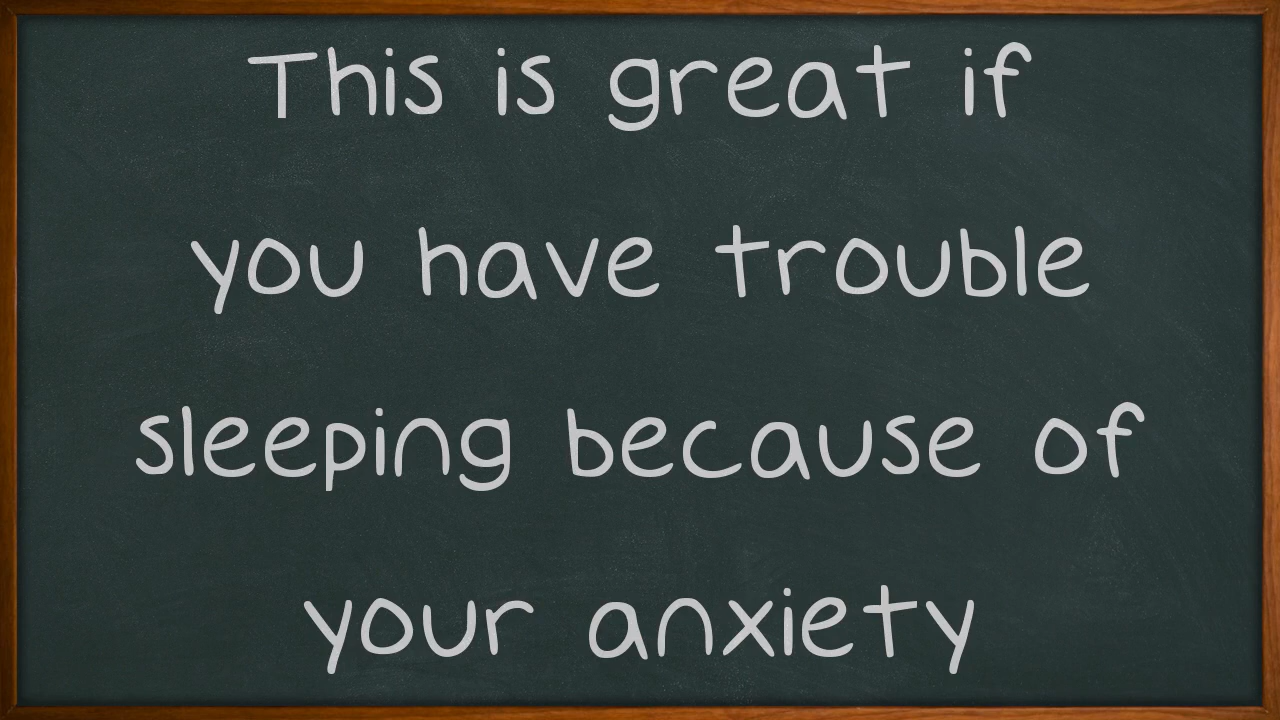 This is great if
you have trouble
sleeping because of
your anxiety